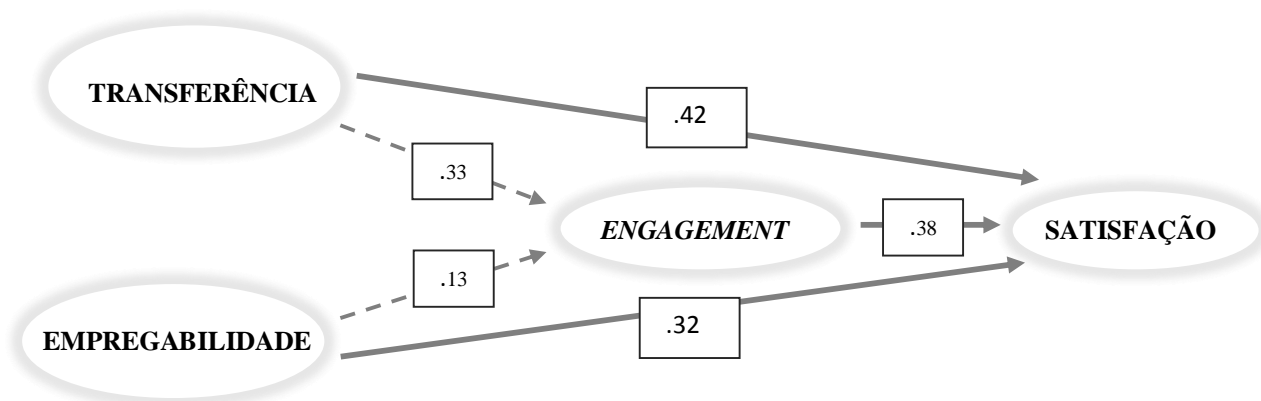 TRANSFERÊNCIA
.42
.33
ENGAGEMENT
.38
SATISFAÇÃO
.13
.32
EMPREGABILIDADE